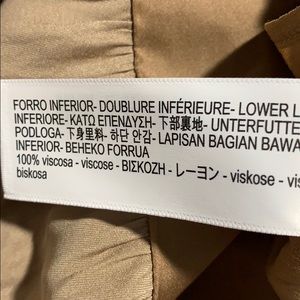 FORRO INFERIOR- DOUBLURE INFÉRIEURE- LOWER L
INFERIORE- ΚΑΤΩ ΕΠΕΝΔΥΣΗ- 下部裏地- UNTERFUTTE
PODLOGA- 下身里料- 하단 안감- LAPISAN BAGIAN BAWA
INFERIOR- BEHEKO FORRUA
100% viscosa - viscose - ΒΙΣΚΟΖΗ - レーヨン - viskose - vis
biskosa